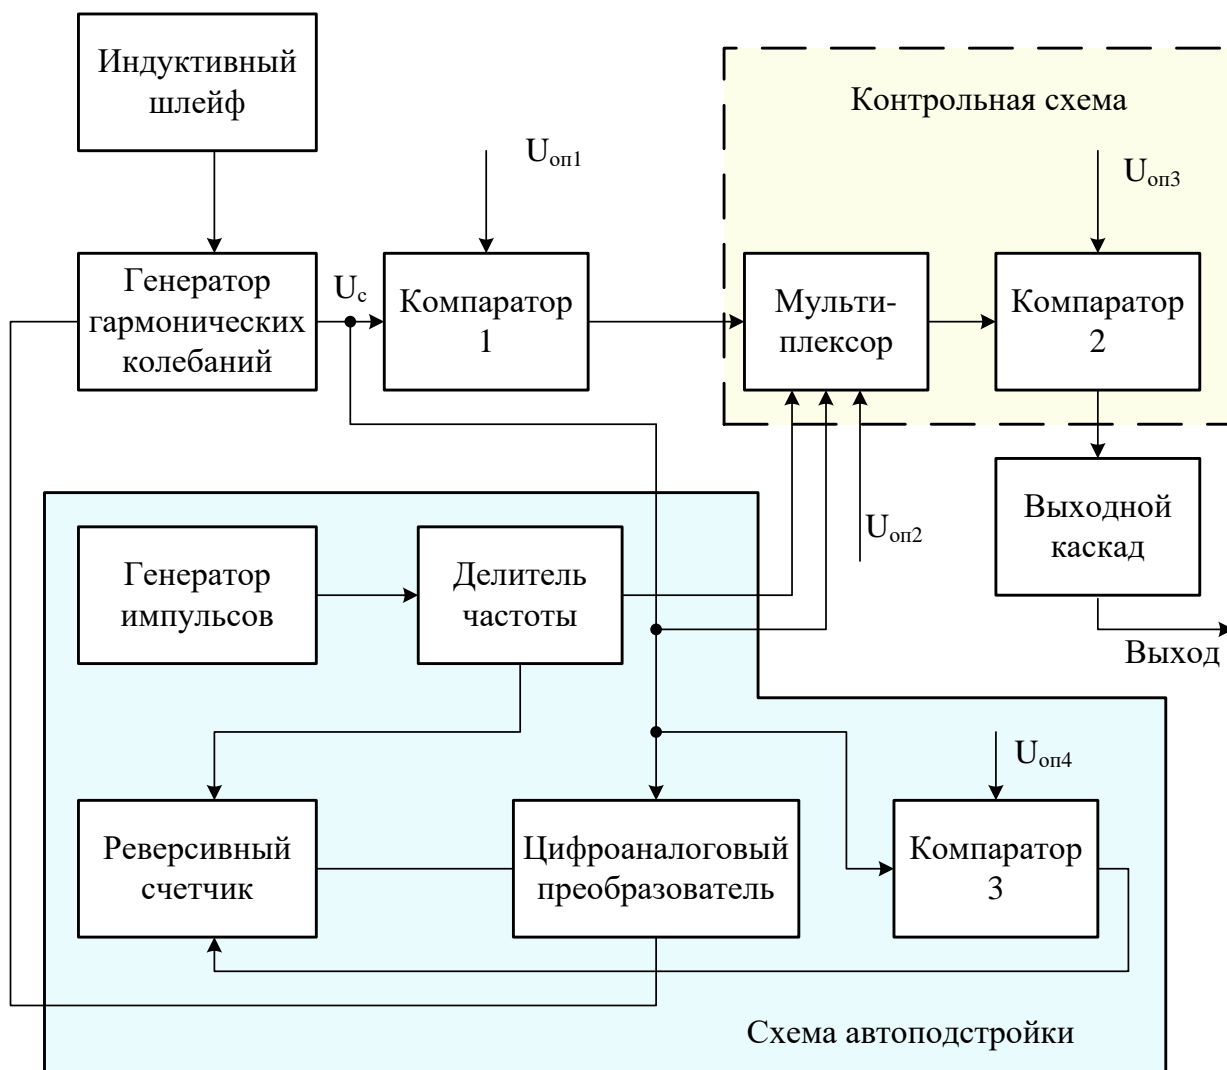 Индуктивный
шлейф
Контрольная схема
Uоп1
Uоп3
Генератор
гармонических
колебаний
Uс
Компаратор
1
Мульти-
плексор
Компаратор
2
Uоп2
Выходной
каскад
Выход
Генератор
импульсов
Делитель
частоты
Uоп4
Реверсивный
счетчик
Цифроаналоговый
преобразователь
Компаратор
3
Схема автоподстройки